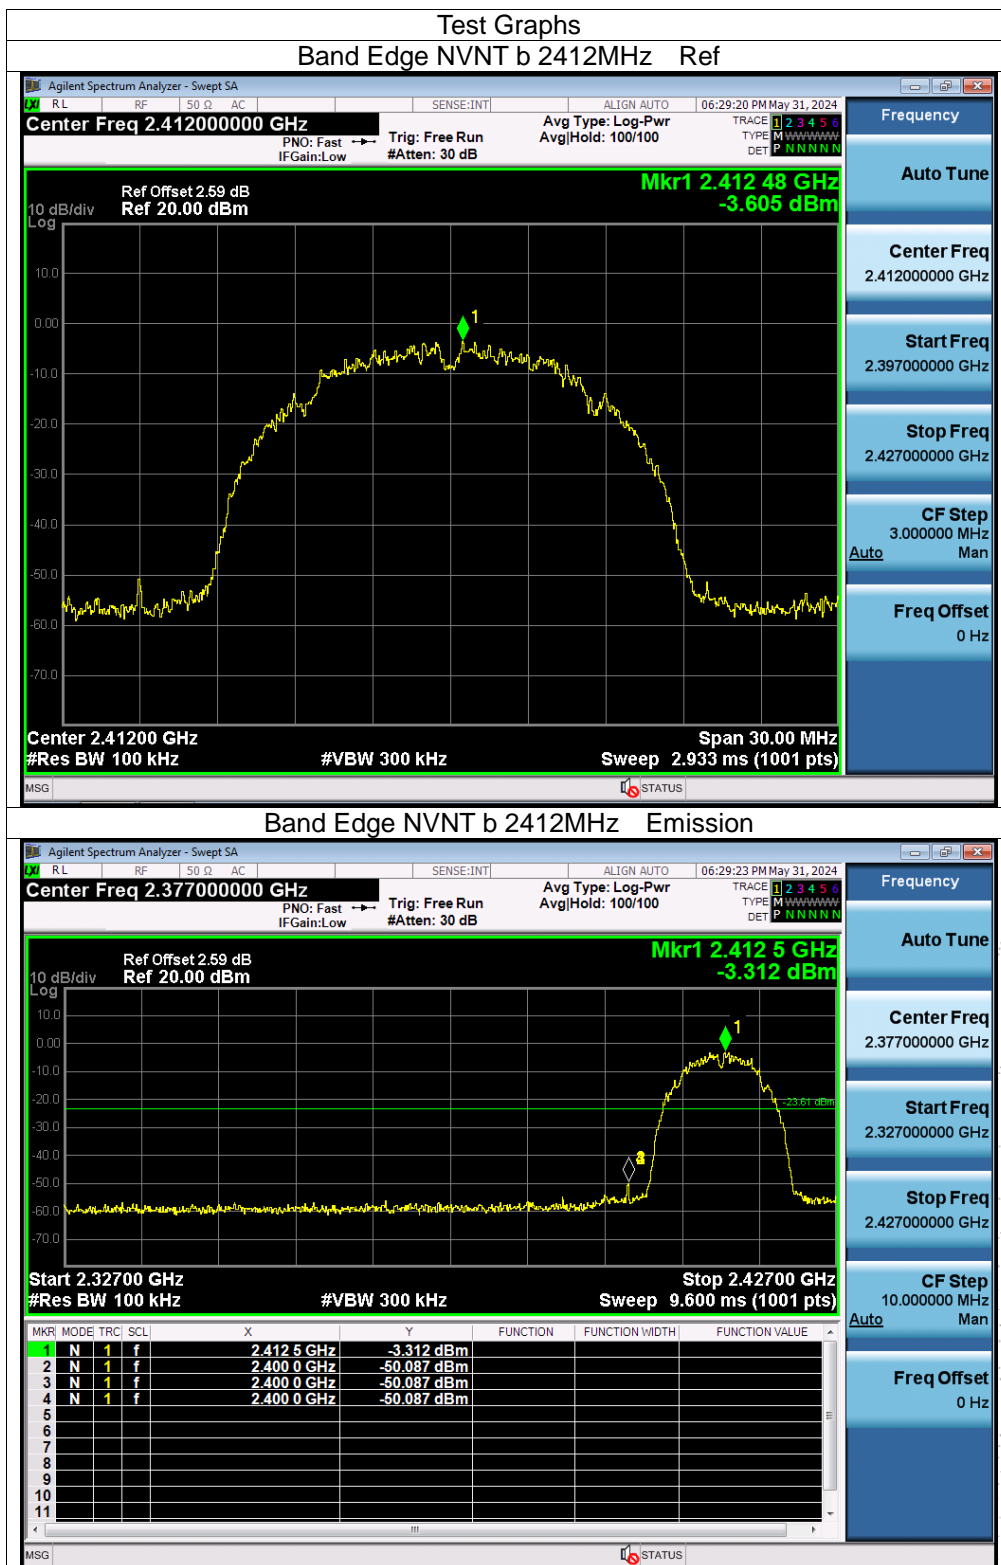 Test Graphs
Band Edge NVNT b 2412MHz Ref
Agilent Spectrum Analyzer - Swept SA
LXI RL RF 50 Ω AC SENSE:INT ALIGN AUTO 06:29:20 PM May 31, 2024
Center Freq 2.412000000 GHz
PNO: Fast
IFGain:Low
Trig: Free Run
#Atten: 30 dB
Avg Type: Log-Pwr
Avg|Hold: 100/100
TRACE 1 2 3 4 5 6
TYPE M WWWWW
DET P N N N N N
Frequency
Auto Tune
Center Freq
2.412000000 GHz
Start Freq
2.397000000 GHz
Stop Freq
2.427000000 GHz
CF Step
3.000000 MHz
Auto Man
Freq Offset
0 Hz
Mkr1 2.412 48 GHz
-3.605 dBm
Ref Offset 2.59 dB
10 dB/div Ref 20.00 dBm
Log
10.0
0.00
-10.0
-20.0
-30.0
-40.0
-50.0
-60.0
-70.0
1
Center 2.41200 GHz Span 30.00 MHz
#Res BW 100 kHz #VBW 300 kHz Sweep 2.933 ms (1001 pts)
MSG STATUS
Band Edge NVNT b 2412MHz Emission
Agilent Spectrum Analyzer - Swept SA
LXI RL RF 50 Ω AC SENSE:INT ALIGN AUTO 06:29:23 PM May 31, 2024
Center Freq 2.377000000 GHz
PNO: Fast
IFGain:Low
Trig: Free Run
#Atten: 30 dB
Avg Type: Log-Pwr
Avg|Hold: 100/100
TRACE 1 2 3 4 5 6
TYPE M WWWWW
DET P N N N N N
Frequency
Auto Tune
Center Freq
2.377000000 GHz
Start Freq
2.327000000 GHz
Stop Freq
2.427000000 GHz
CF Step
10.000000 MHz
Auto Man
Freq Offset
0 Hz
Mkr1 2.412 5 GHz
-3.312 dBm
Ref Offset 2.59 dB
10 dB/div Ref 20.00 dBm
Log
10.0
0.00
-10.0
-20.0
-30.0
-40.0
-50.0
-60.0
-70.0
1
-23.61 dBm
Start 2.32700 GHz Stop 2.42700 GHz
#Res BW 100 kHz #VBW 300 kHz Sweep 9.600 ms (1001 pts)
MKR MODE TRC SCL X Y FUNCTION FUNCTION WIDTH FUNCTION VALUE
1 N 1 f 2.412 5 GHz -3.312 dBm
2 N 1 f 2.400 0 GHz -50.087 dBm
3 N 1 f 2.400 0 GHz -50.087 dBm
4 N 1 f 2.400 0 GHz -50.087 dBm
5
6
7
8
9
10
11
MSG STATUS